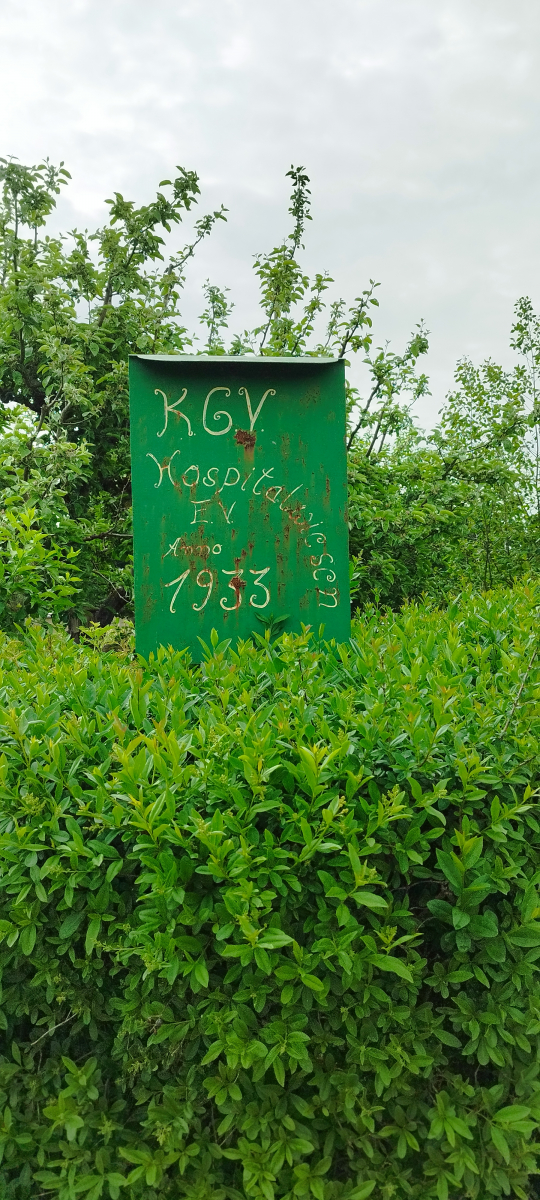 KGV
Hospitalwiesen
E.V.
Anno
1933